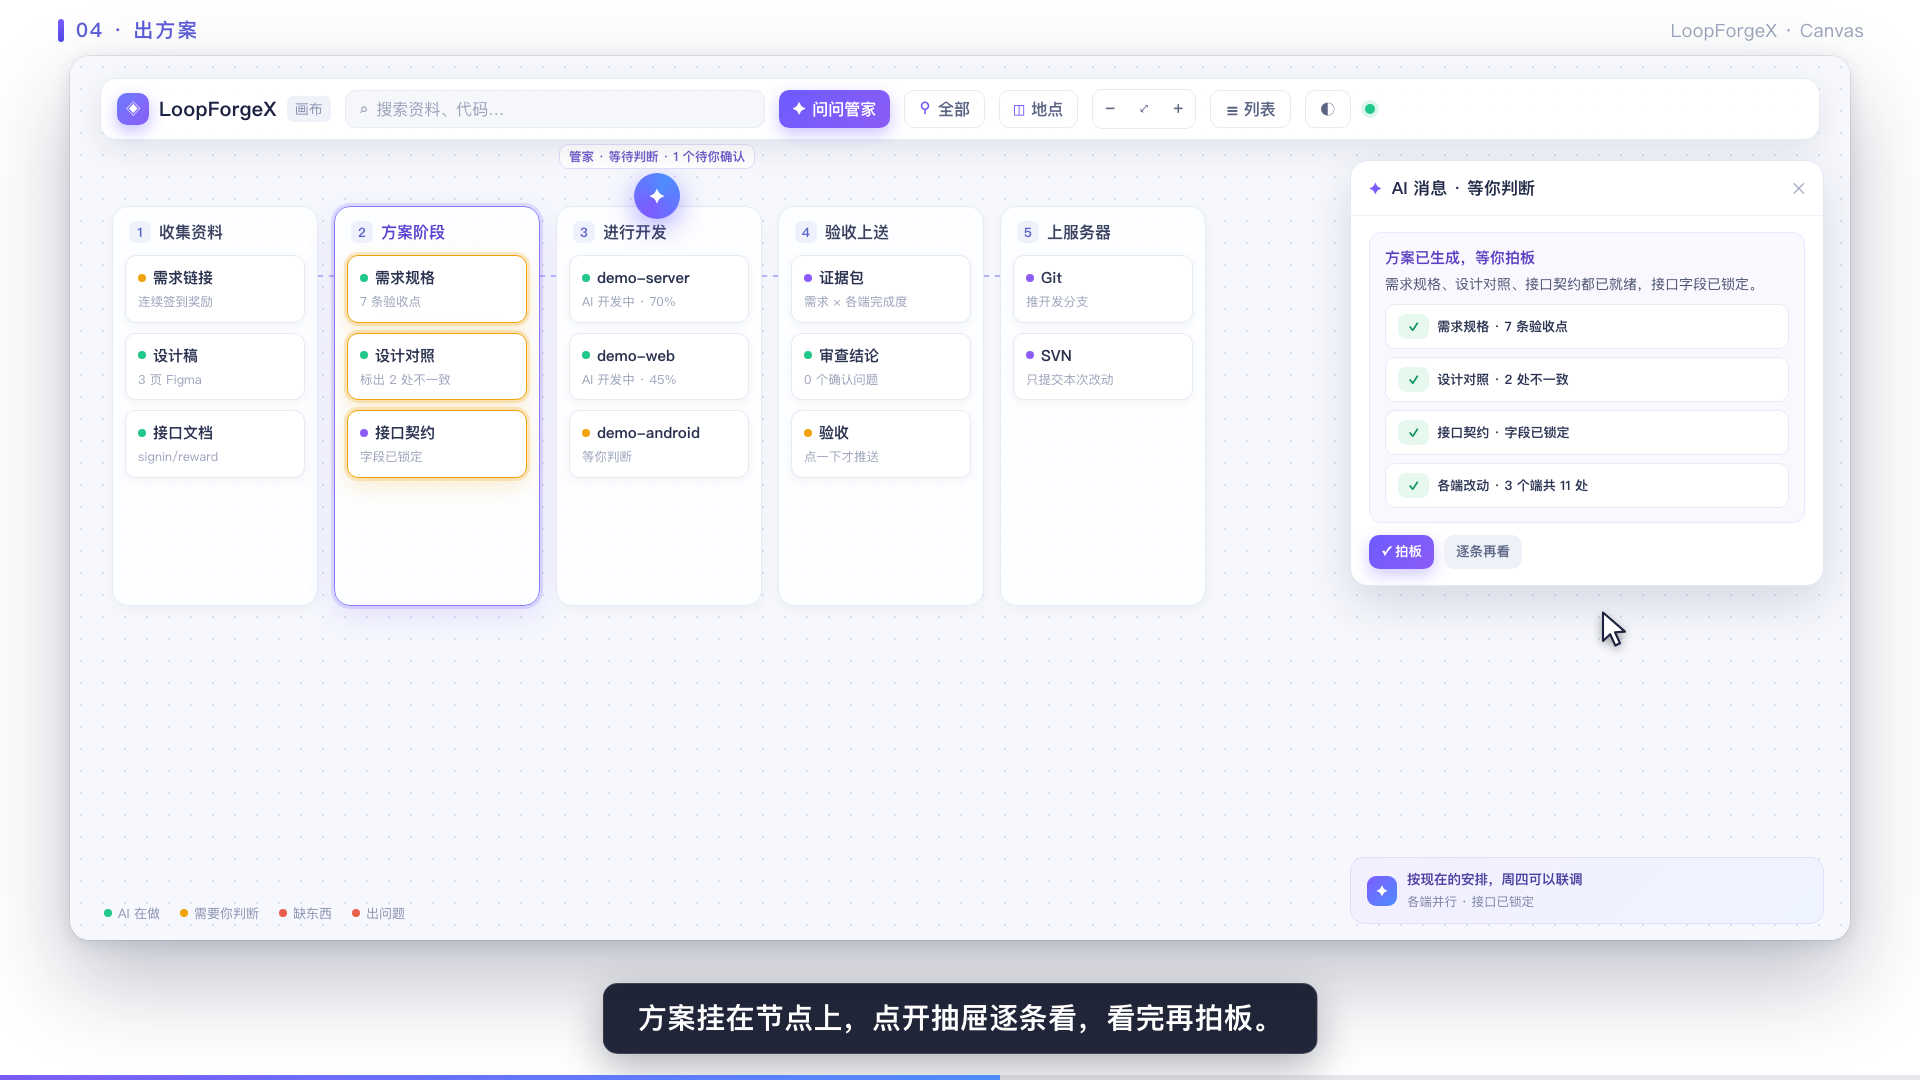 04 · 出方案
LoopForgeX · Canvas
LoopForgeX 画布
搜索资料、代码...
✦ 问问管家
全部
地点
− ⤢ +
列表
管家 · 等待判断 · 1 个待你确认
1 收集资料
需求链接
连续签到奖励
设计稿
3 页 Figma
接口文档
signin/reward
2 方案阶段
需求规格
7 条验收点
设计对照
标出 2 处不一致
接口契约
字段已锁定
3 进行开发
demo-server
AI 开发中 · 70%
demo-web
AI 开发中 · 45%
demo-android
等你判断
4 验收上送
证据包
需求 × 各端完成度
审查结论
0 个确认问题
验收
点一下才推送
5 上服务器
Git
推开发分支
SVN
只提交本次改动
✦ AI 消息 · 等你判断 ×
方案已生成，等你拍板
需求规格、设计对照、接口契约都已就绪，接口字段已锁定。
✓ 需求规格 · 7 条验收点
✓ 设计对照 · 2 处不一致
✓ 接口契约 · 字段已锁定
✓ 各端改动 · 3 个端共 11 处
✓ 拍板
逐条再看
按现在的安排，周四可以联调
各端并行 · 接口已锁定
AI 在做
需要你判断
缺东西
出问题
方案挂在节点上，点开抽屉逐条看，看完再拍板。